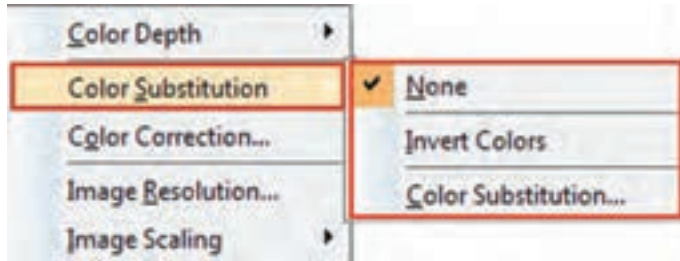 Color Depth
Color Substitution
Color Correction...
Image Resolution...
Image Scaling
None
Invert Colors
Color Substitution...